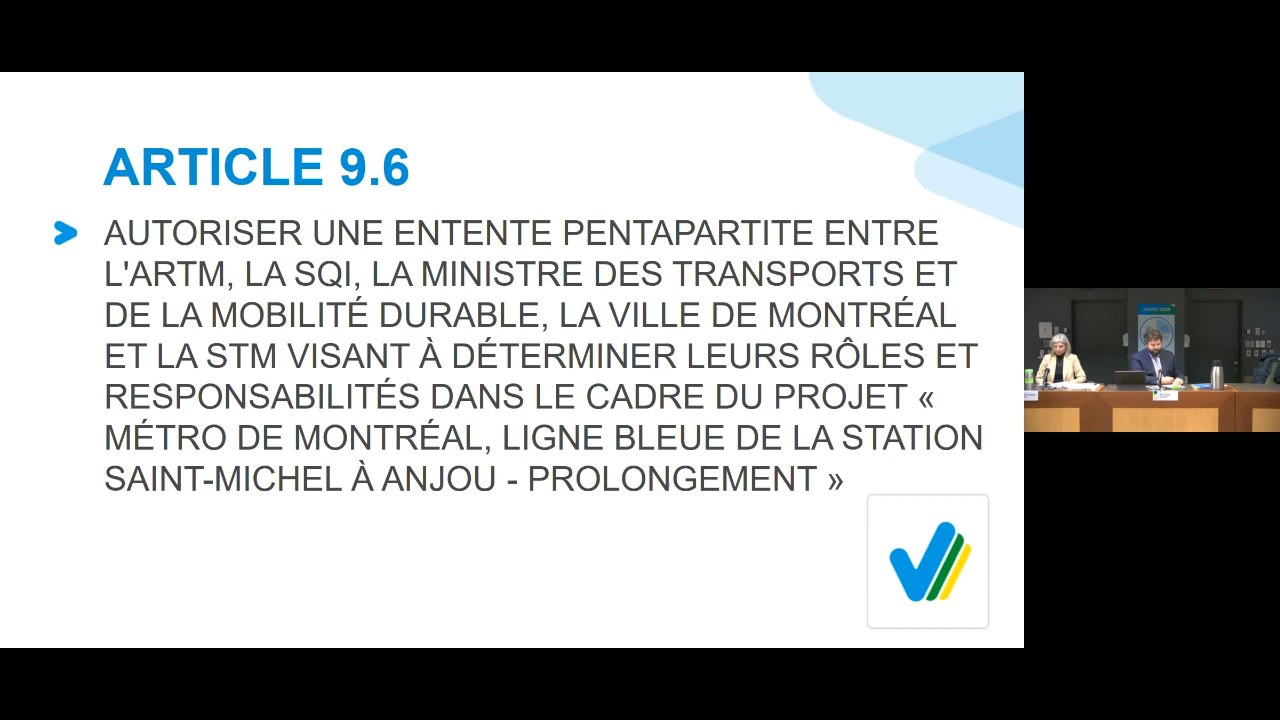 ARTICLE 9.6
AUTORISER UNE ENTENTE PENTAPARTITE ENTRE
L'ARTM, LA SQI, LA MINISTRE DES TRANSPORTS ET
DE LA MOBILITÉ DURABLE, LA VILLE DE MONTRÉAL
ET LA STM VISANT À DÉTERMINER LEURS RÔLES ET
RESPONSABILITÉS DANS LE CADRE DU PROJET «
MÉTRO DE MONTRÉAL, LIGNE BLEUE DE LA STATION
SAINT-MICHEL À ANJOU - PROLONGEMENT »